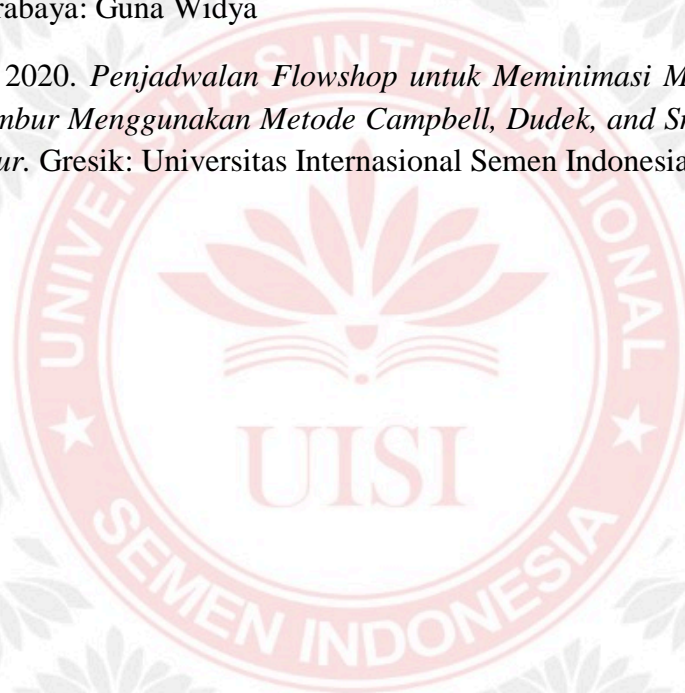 rabaya: Guna Widya
2020. Penjadwalan Flowshop untuk Meminimasi M
mbur Menggunakan Metode Campbell, Dudek, and Sm
ur. Gresik: Universitas Internasional Semen Indonesia
UNIVERSITAS INTERNASIONAL
UISI
SEMEN INDONESIA